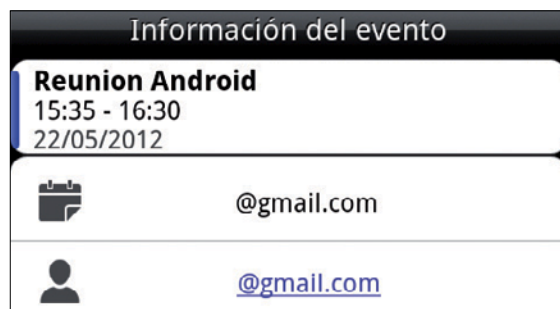 Información del evento
Reunion Android
15:35 - 16:30
22/05/2012
@gmail.com
@gmail.com